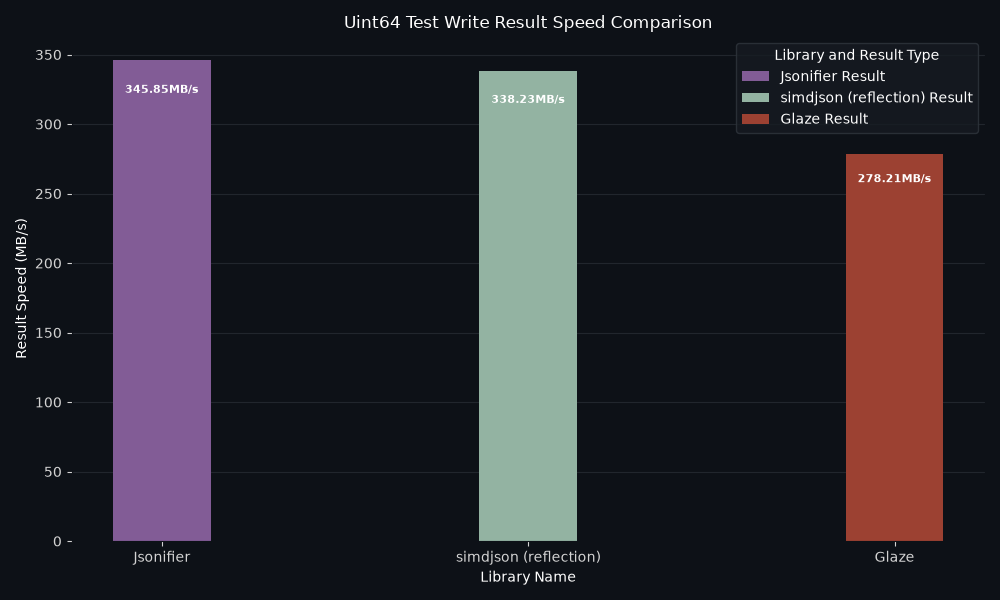 Uint64 Test Write Result Speed Comparison
Library and Result Type
Jsonifier Result
simdjson (reflection) Result
Glaze Result
350
300
250
200
150
100
50
0
Result Speed (MB/s)
345.85MB/s
338.23MB/s
278.21MB/s
Jsonifier
simdjson (reflection)
Glaze
Library Name